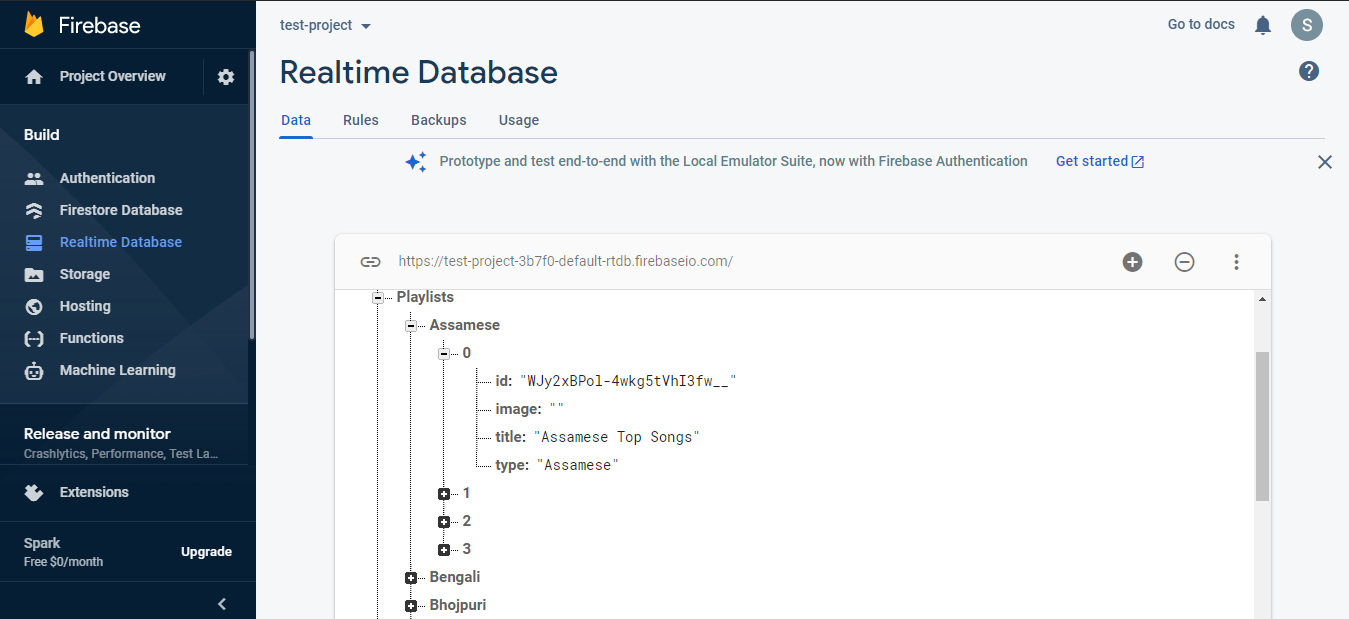 Firebase
Project Overview
Build
Authentication
Firestore Database
Realtime Database
Storage
Hosting
Functions
Machine Learning
Release and monitor
Crashlytics, Performance, Test La...
Extensions
Spark
Free $0/month
Upgrade
test-project
Go to docs
S
Realtime Database
?
Data Rules Backups Usage
Prototype and test end-to-end with the Local Emulator Suite, now with Firebase Authentication Get started
https://test-project-3b7f0-default-rtdb.firebaseio.com/
Playlists
Assamese
0
id: "WJy2xBPol-4wkg5tVhI3fw__"
image: ""
title: "Assamese Top Songs"
type: "Assamese"
1
2
3
Bengali
Bhojpuri